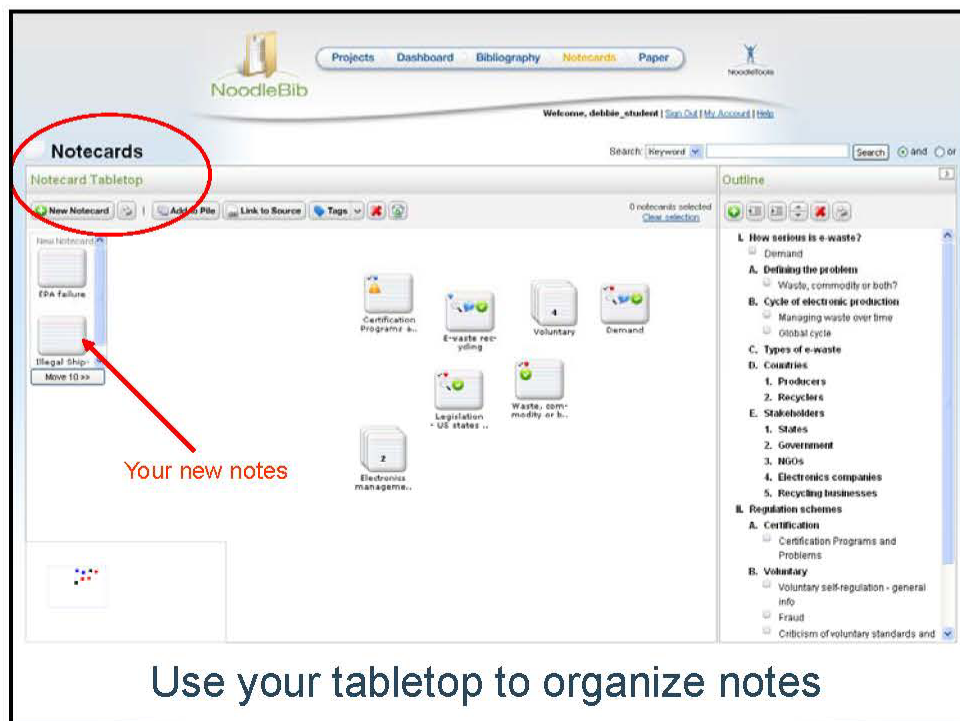 NoodleBib
Projects Dashboard Bibliography Notecards Paper
NoodleTools
Welcome, debbie_student | Sign Out | My Account | Help
Notecards
Search: Keyword Search and or
Notecard Tabletop
New Notecard Add to Pile Link to Source Tags
0 notecards selected
Clear selection
New Notecard
EPA failure
Illegal Ship-
Move 10 >>
Certification
Programs a..
E-waste rec-
ycling
4
Voluntary
Demand
Legislation
- US states ..
Waste, com-
modity or b..
2
Electronics
manageme..
Your new notes
Outline
I. How serious is e-waste?
Demand
A. Defining the problem
Waste, commodity or both?
B. Cycle of electronic production
Managing waste over time
Global cycle
C. Types of e-waste
D. Countries
1. Producers
2. Recyclers
E. Stakeholders
1. States
2. Government
3. NGOs
4. Electronics companies
5. Recycling businesses
II. Regulation schemes
A. Certification
Certification Programs and
Problems
B. Voluntary
Voluntary self-regulation - general
info
Fraud
Criticism of voluntary standards and
Use your tabletop to organize notes